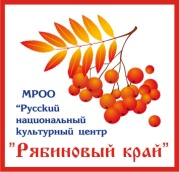 МРОО
"Русский
национальный
культурный центр
"Рябиновый край"